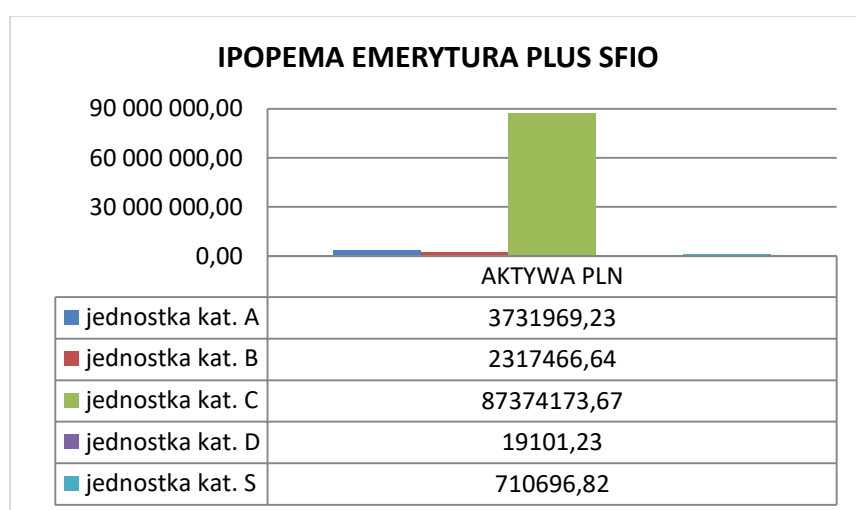 IPOPEMA EMERYTURA PLUS SFIO
90 000 000,00
60 000 000,00
30 000 000,00
0,00
AKTYWA PLN
jednostka kat. A 3731969,23
jednostka kat. B 2317466,64
jednostka kat. C 87374173,67
jednostka kat. D 19101,23
jednostka kat. S 710696,82